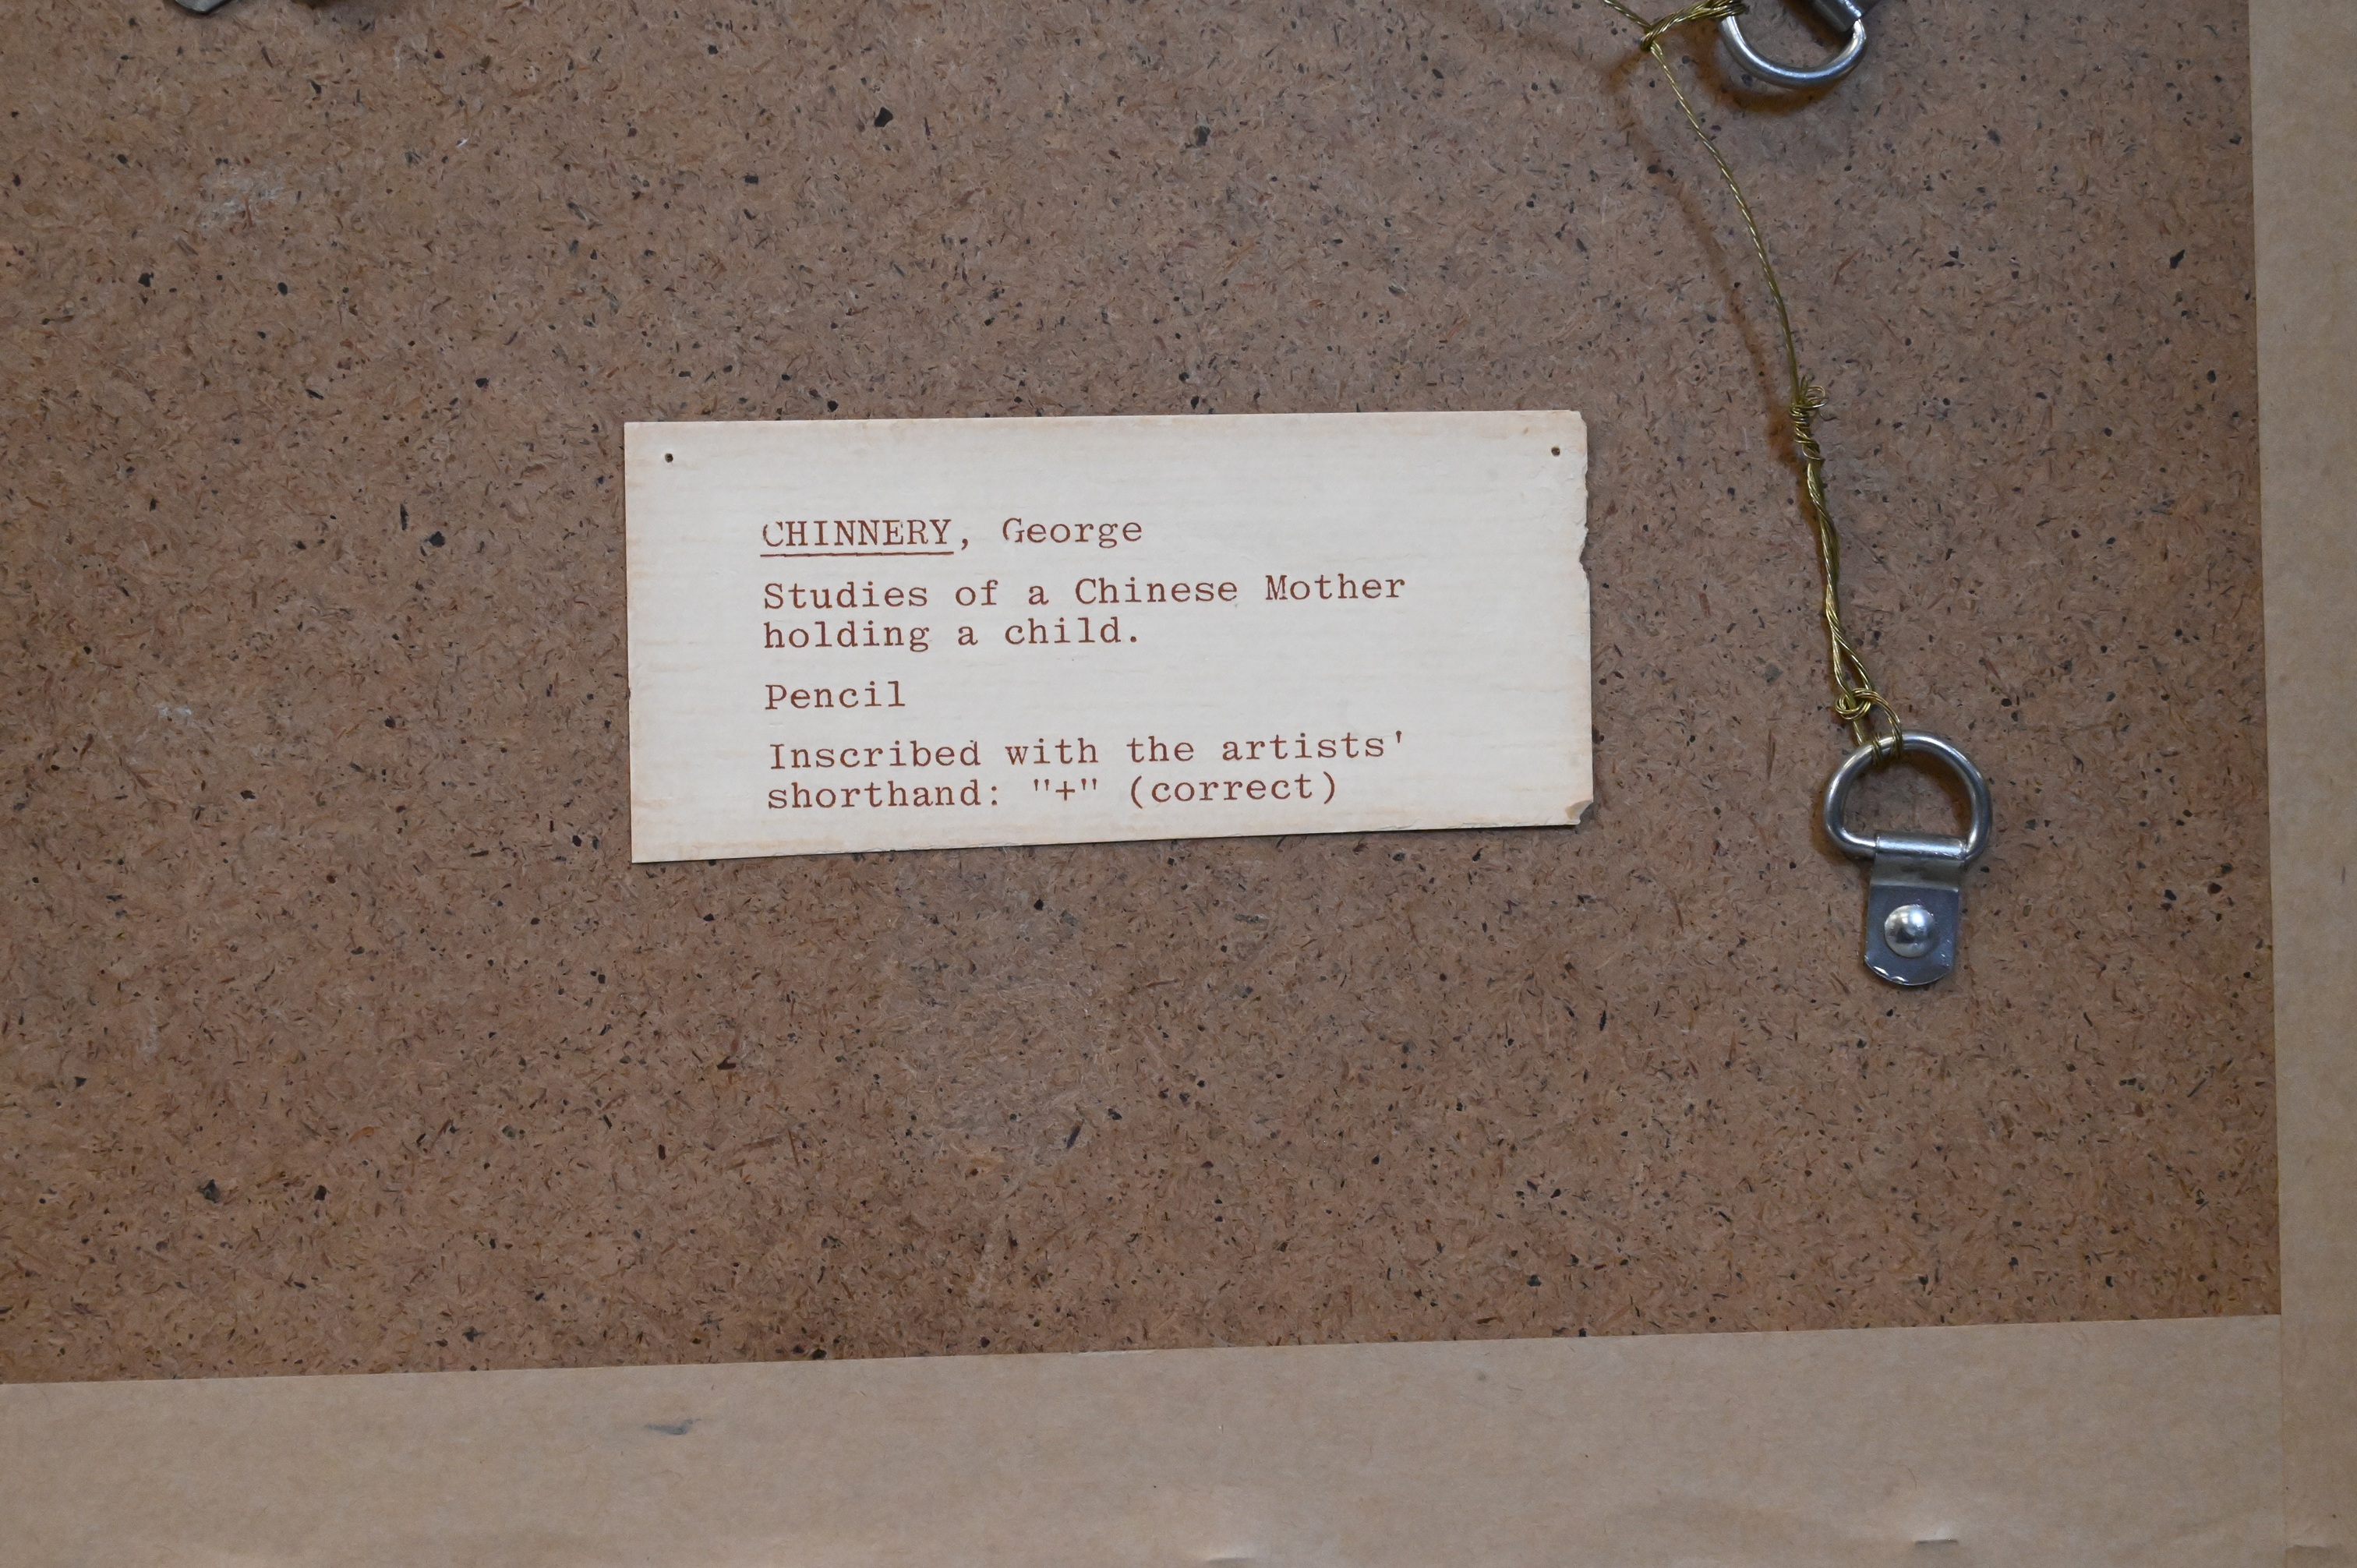 CHINNERY, George
Studies of a Chinese Mother
holding a child.
Pencil
Inscribed with the artists'
shorthand: "+" (correct)